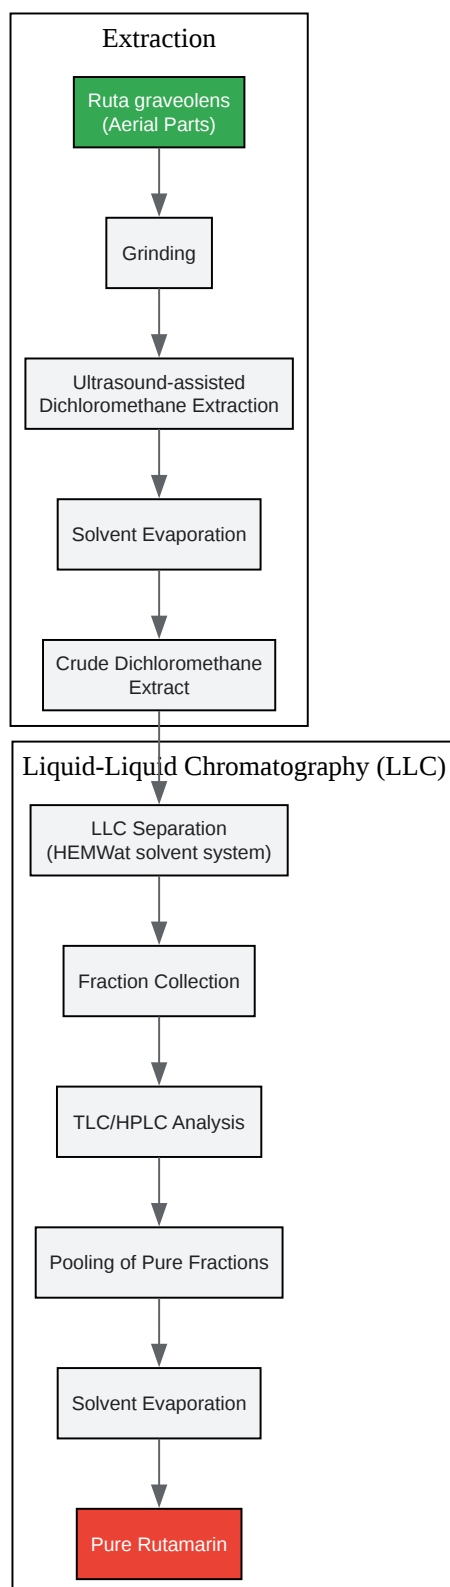 Extraction
Ruta graveolens
(Aerial Parts)
Grinding
Ultrasound-assisted
Dichloromethane Extraction
Solvent Evaporation
Crude Dichloromethane
Extract
Liquid-Liquid Chromatography (LLC)
LLC Separation
(HEMWat solvent system)
Fraction Collection
TLC/HPLC Analysis
Pooling of Pure Fractions
Solvent Evaporation
Pure Rutamarin